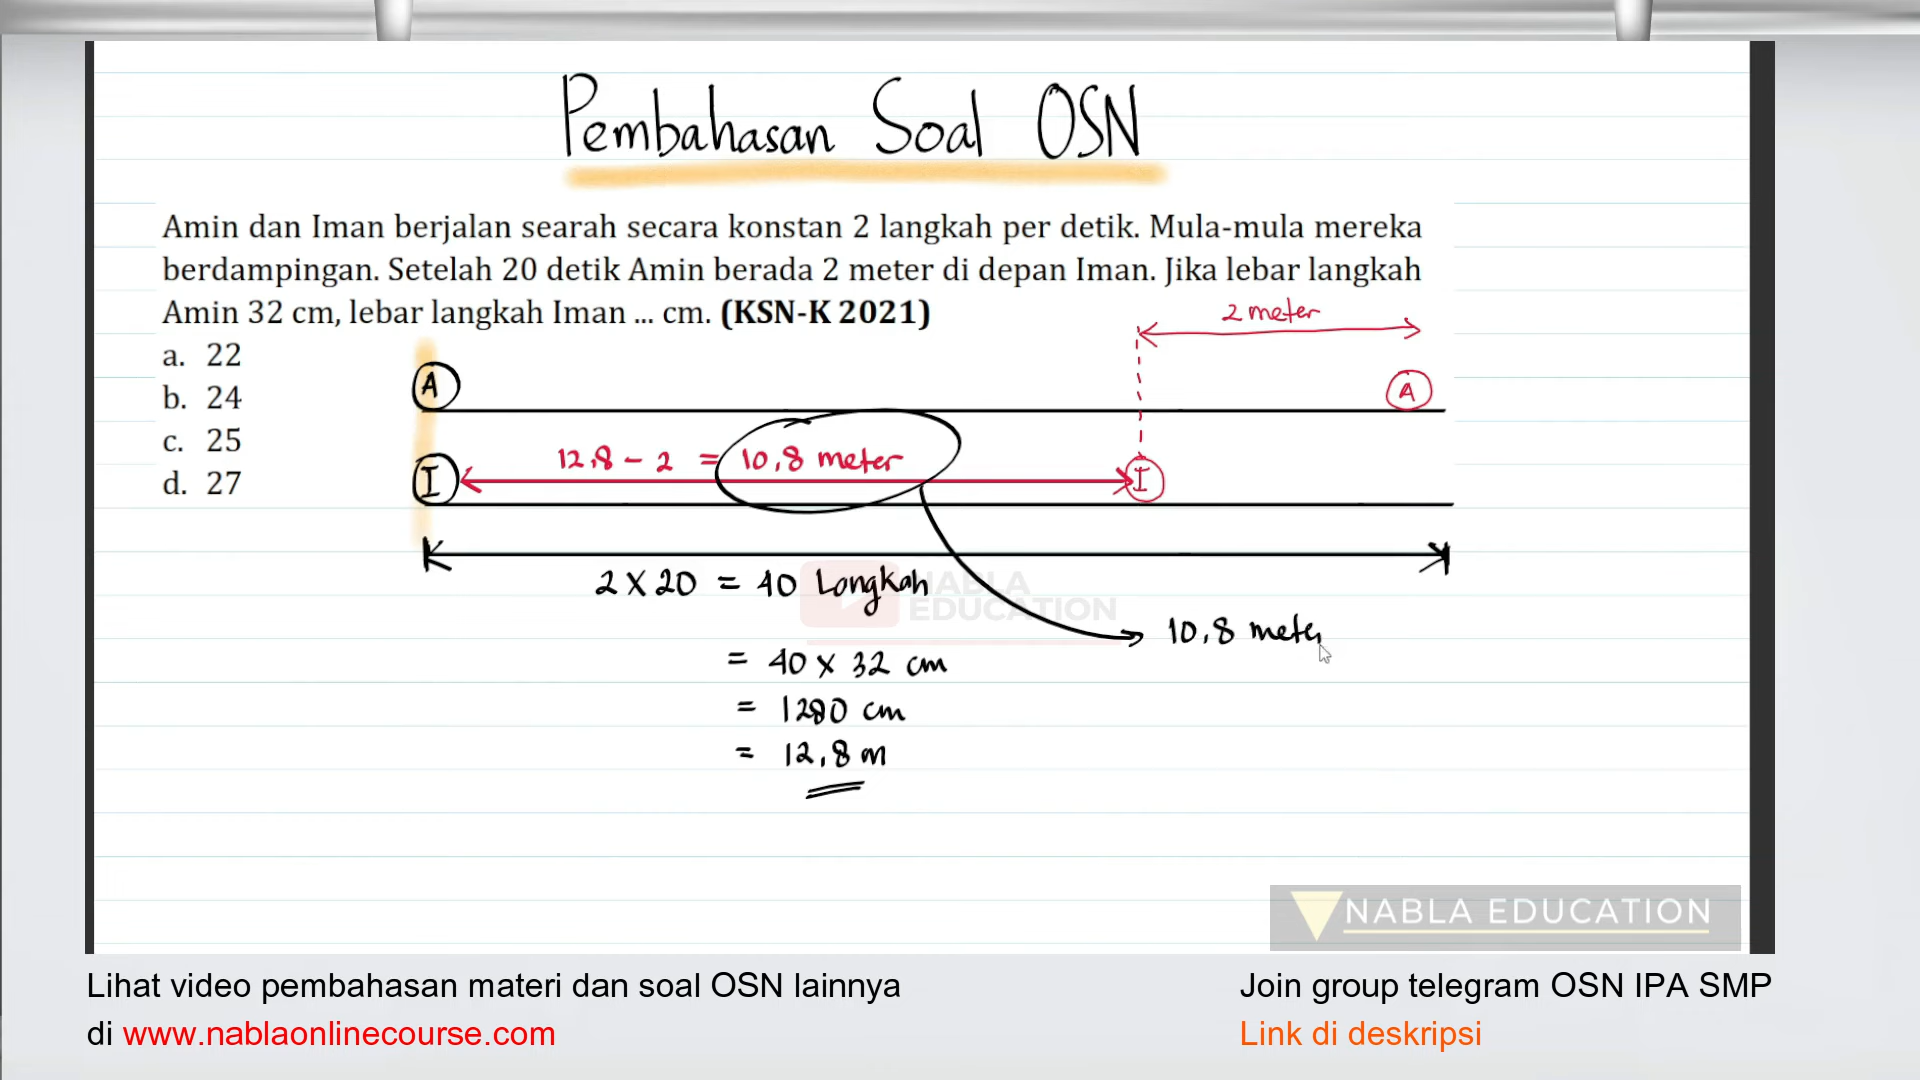 Pembahasan Soal OSN
Amin dan Iman berjalan searah secara konstan 2 langkah per detik. Mula-mula mereka
berdampingan. Setelah 20 detik Amin berada 2 meter di depan Iman. Jika lebar langkah
Amin 32 cm, lebar langkah Iman ... cm. (KSN-K 2021)
2 meter
a. 22
b. 24
c. 25
d. 27
A
A
12,8 - 2 = 10,8 meter
I
I
2 x 20 = 40 Langkah
NABLA
EDUCATION
10,8 meter
= 40 x 32 cm
= 1280 cm
= 12,8 m
NABLA EDUCATION
Lihat video pembahasan materi dan soal OSN lainnya
di www.nablaonlinecourse.com
Join group telegram OSN IPA SMP
Link di deskripsi